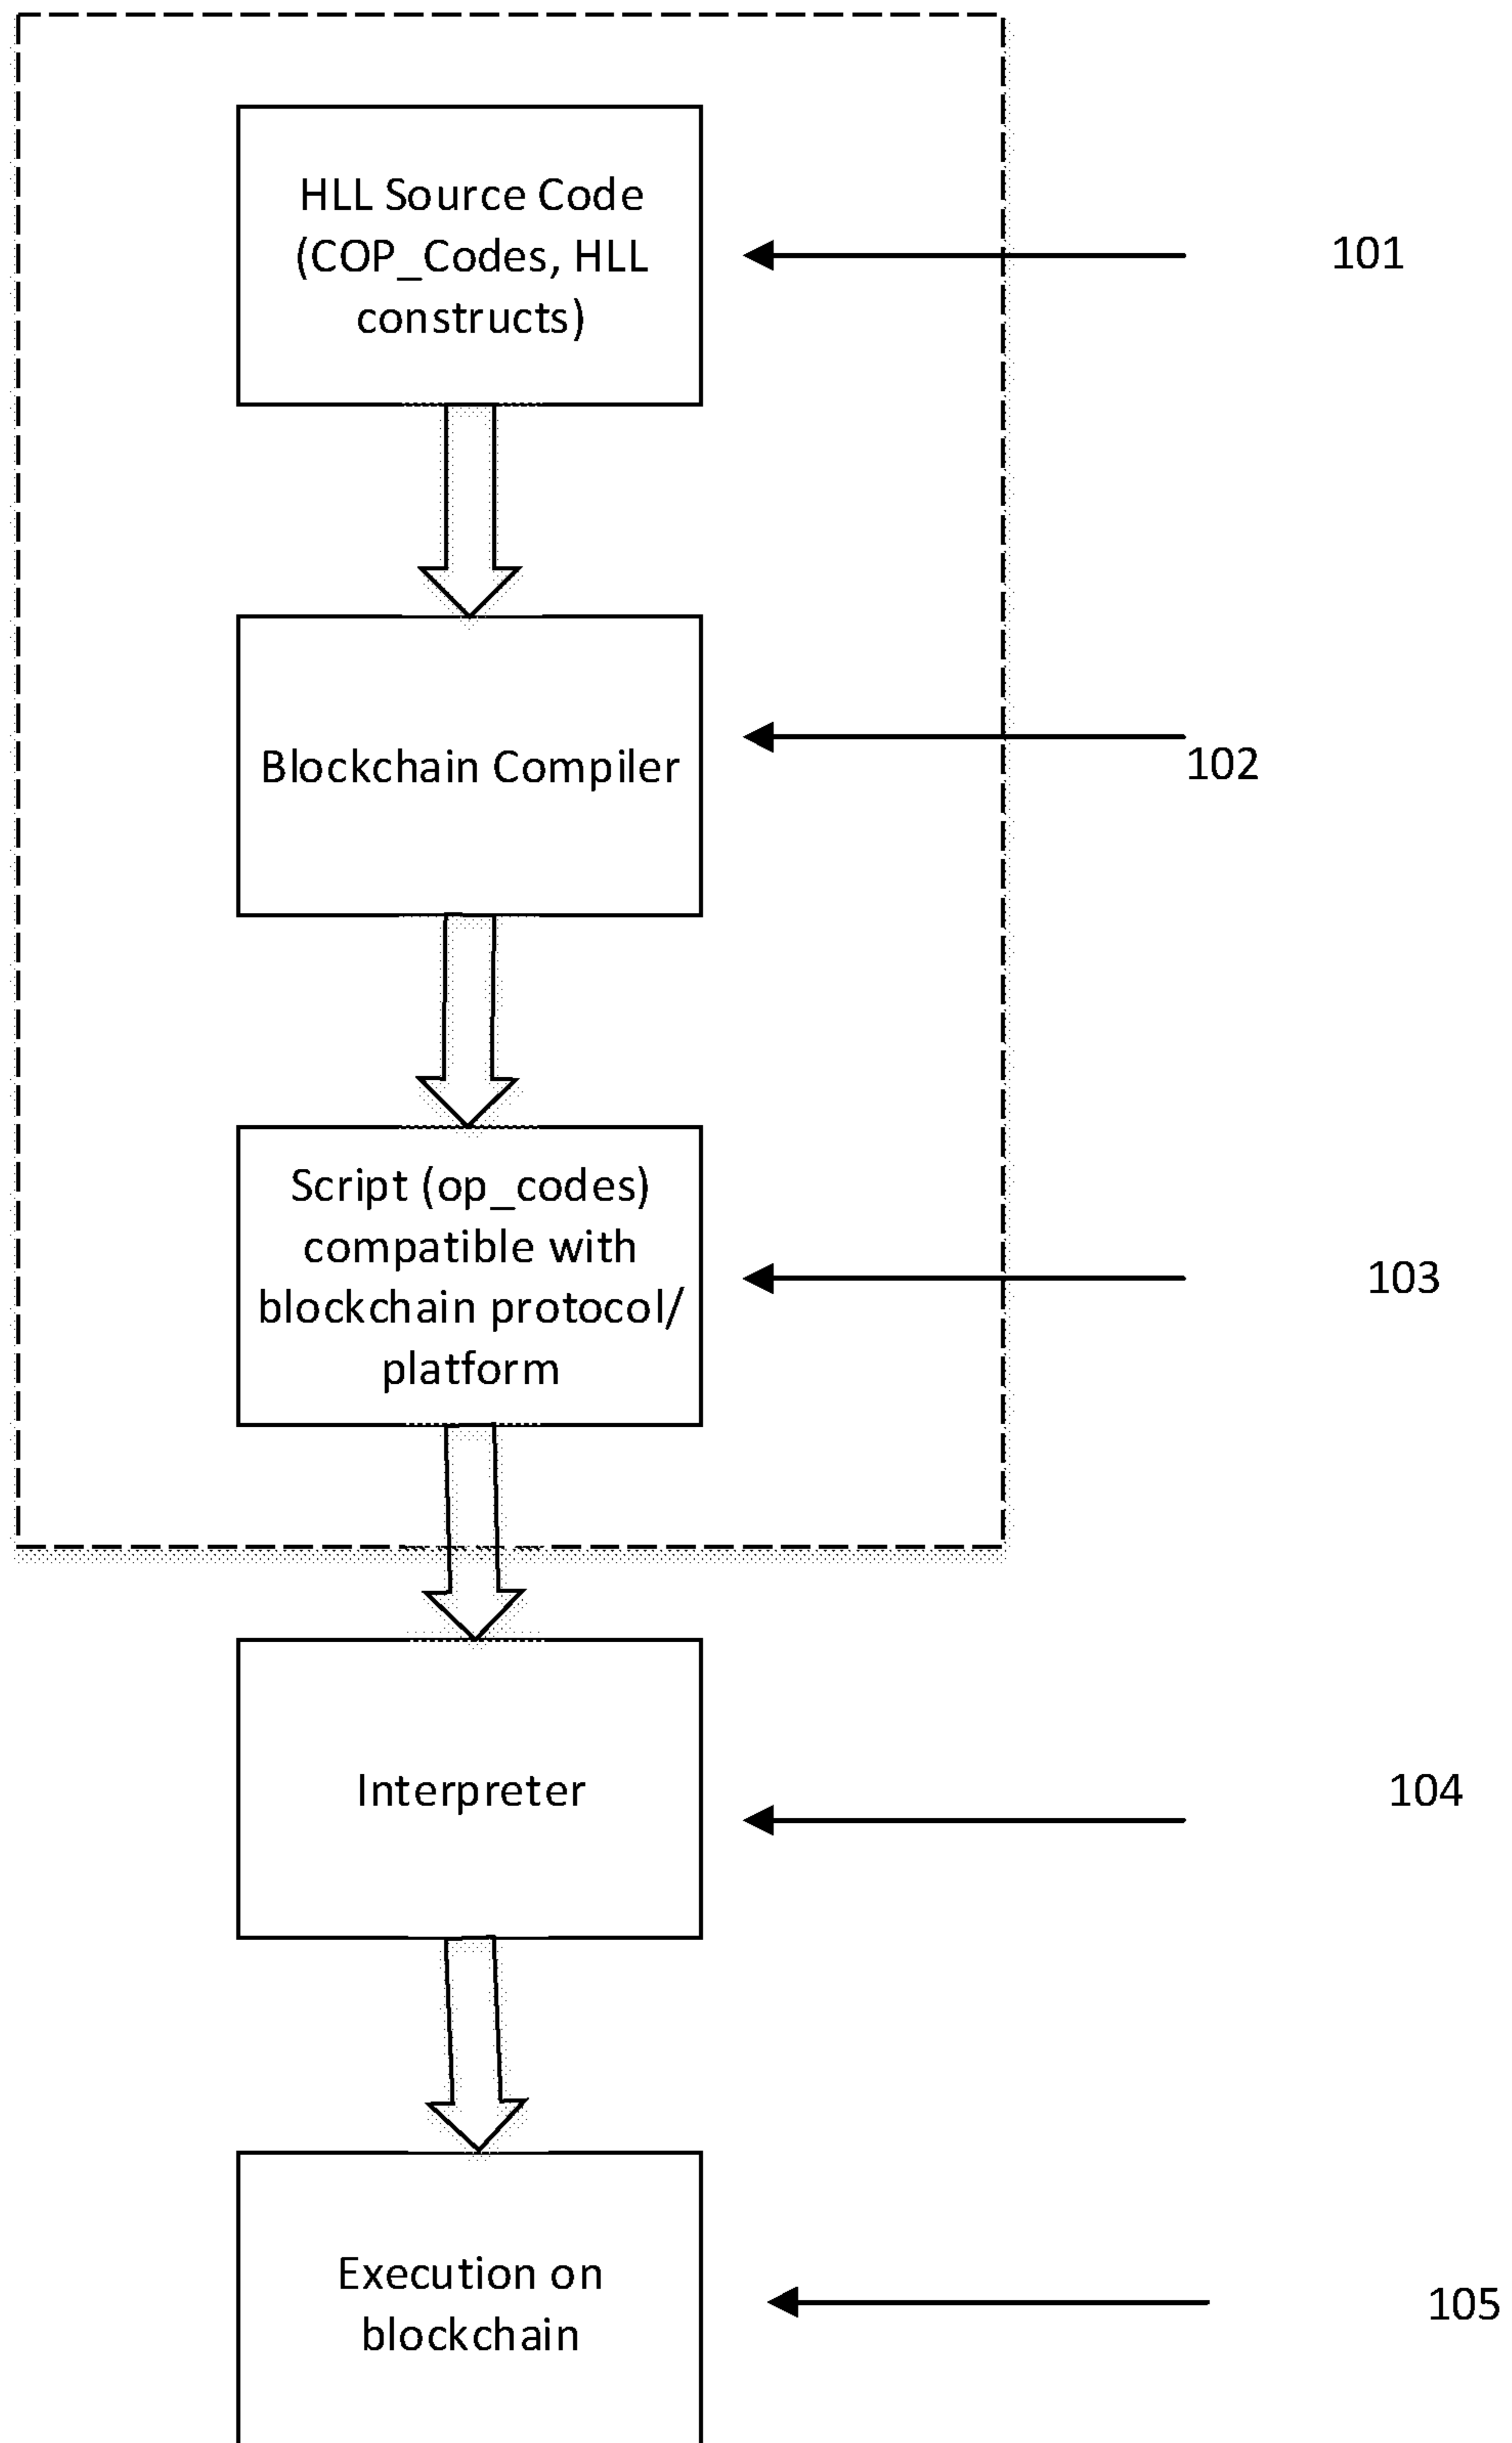 HLL Source Code
(COP_Codes, HLL
constructs)
101
Blockchain Compiler
102
Script (op_codes)
compatible with
blockchain protocol/
platform
103
Interpreter
104
Execution on
blockchain
105